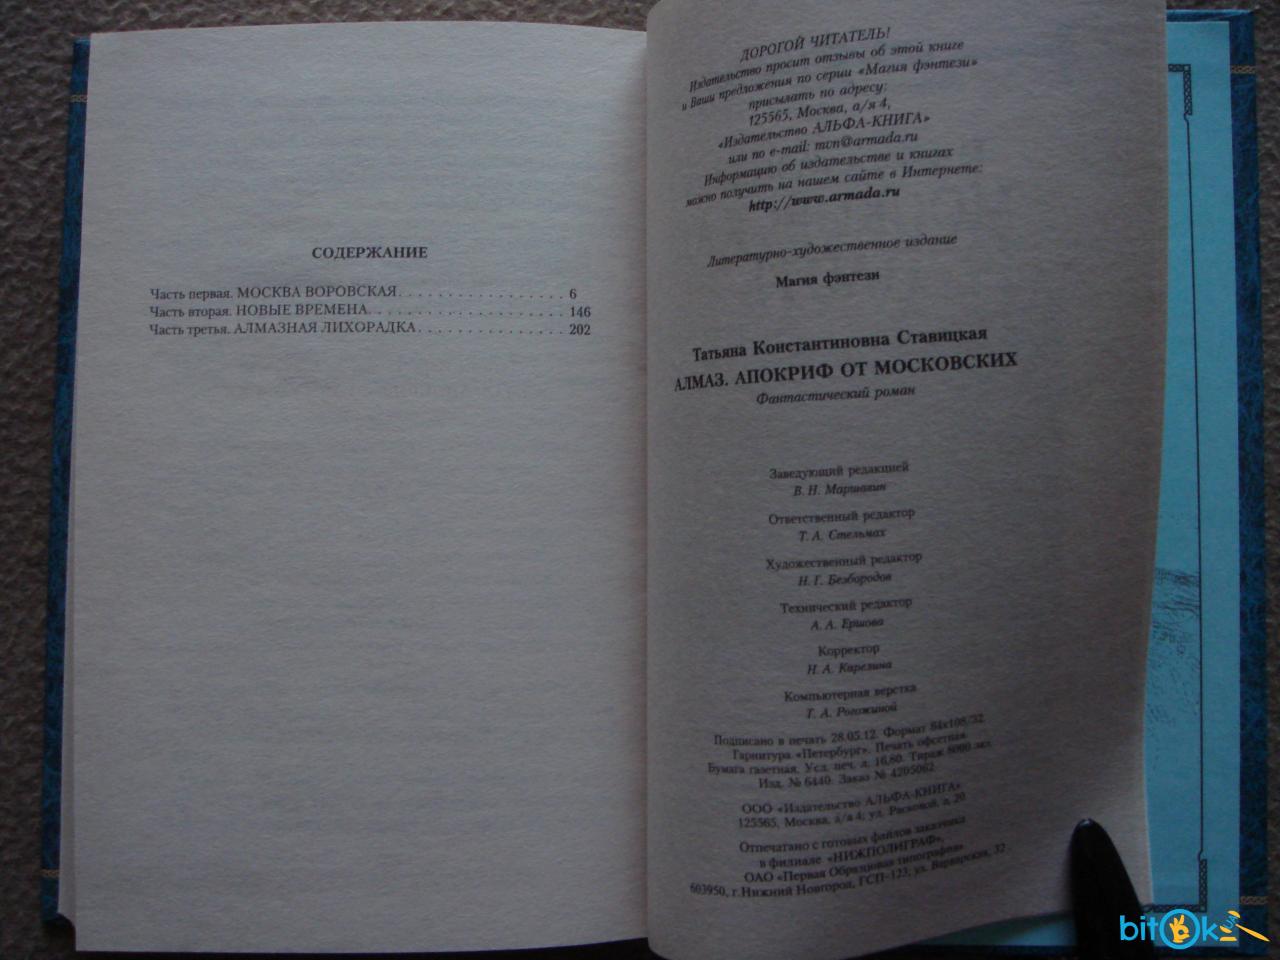 СОДЕРЖАНИЕ
Часть первая. МОСКВА ВОРОВСКАЯ. . . . . . . . . . . . . . . . . 6
Часть вторая. НОВЫЕ ВРЕМЕНА. . . . . . . . . . . . . . . . . . . . 146
Часть третья. АЛМАЗНАЯ ЛИХОРАДКА . . . . . . . . . . . . . . . 202
ДОРОГОЙ ЧИТАТЕЛЬ!
Издательство просит отзывы об этой книге
и Ваши предложения по серии «Магия фэнтези»
присылать по адресу:
125565, Москва, а/я 4,
«Издательство АЛЬФА-КНИГА»
или по e-mail: mvn@armada.ru
Информацию об издательстве и книгах
можно получить на нашем сайте в Интернете:
http://www.armada.ru
Литературно-художественное издание
Магия фэнтези
Татьяна Константиновна Ставицкая
АЛМАЗ. АПОКРИФ ОТ МОСКОВСКИХ
Фантастический роман
Заведующий редакцией
В. Н. Маршавин
Ответственный редактор
Т. А. Стельмах
Художественный редактор
Н. Г. Безбородов
Технический редактор
А. А. Ершова
Корректор
Н. А. Карелина
Компьютерная верстка
Т. А. Рогожиной
Подписано в печать 28.05.12. Формат 84х108/32
Гарнитура «Петербург». Печать офсетная
Бумага газетная. Усл. печ. л. 16,80. Тираж 8000 экз.
Изд. № 6440. Заказ № 4205062
ООО «Издательство АЛЬФА-КНИГА»
125565, Москва, а/я 4; ул. Расковой, д. 20
Отпечатано с готовых файлов заказчика
в филиале «НИЖПОЛИГРАФ»,
ОАО «Первая Образцовая типография»
603950, г.Нижний Новгород, ГСП-123, ул. Варварская, 32
bitOk UA